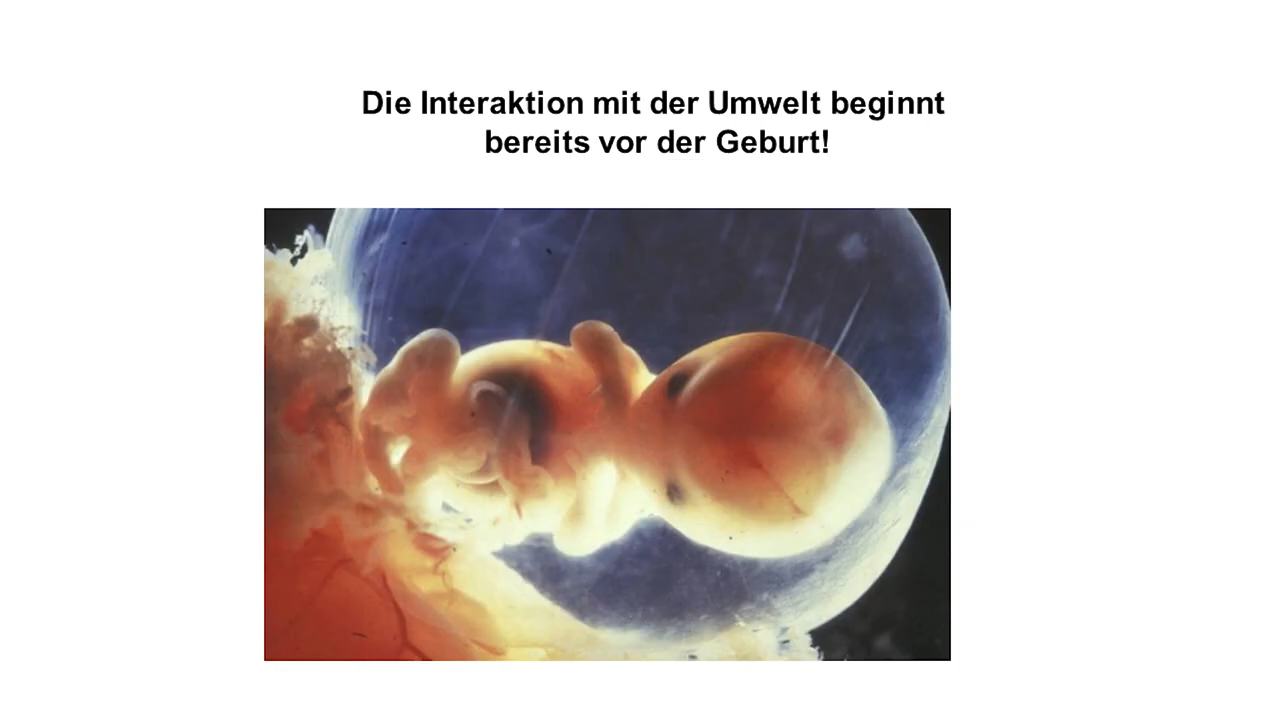 Die Interaktion mit der Umwelt beginnt
bereits vor der Geburt!